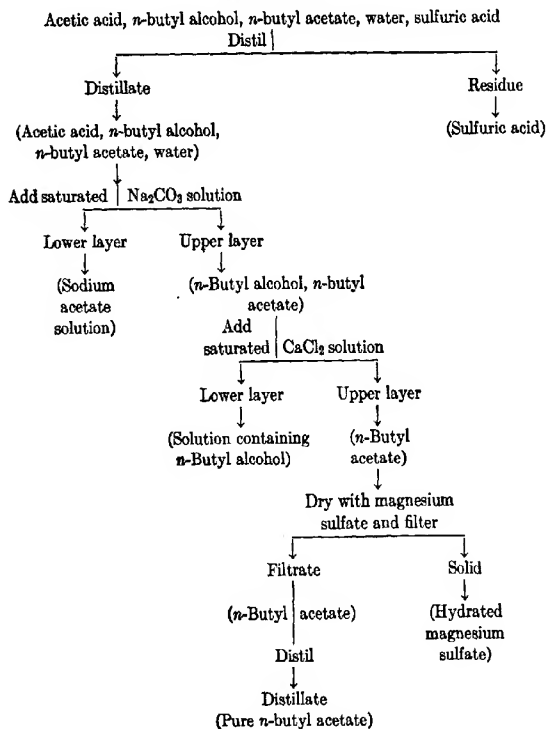 Acetic acid, n-butyl alcohol, n-butyl acetate, water, sulfuric acid
Distil
Distillate
Residue
(Acetic acid, n-butyl alcohol,
n-butyl acetate, water)
(Sulfuric acid)
Add saturated Na₂CO₃ solution
Lower layer
Upper layer
(Sodium
acetate
solution)
(n-Butyl alcohol, n-butyl
acetate)
Add
saturated CaCl₂ solution
Lower layer
Upper layer
(Solution containing
n-Butyl alcohol)
(n-Butyl
acetate)
Dry with magnesium
sulfate and filter
Filtrate
Solid
(n-Butyl acetate)
(Hydrated
magnesium
sulfate)
Distil
Distillate
(Pure n-butyl acetate)